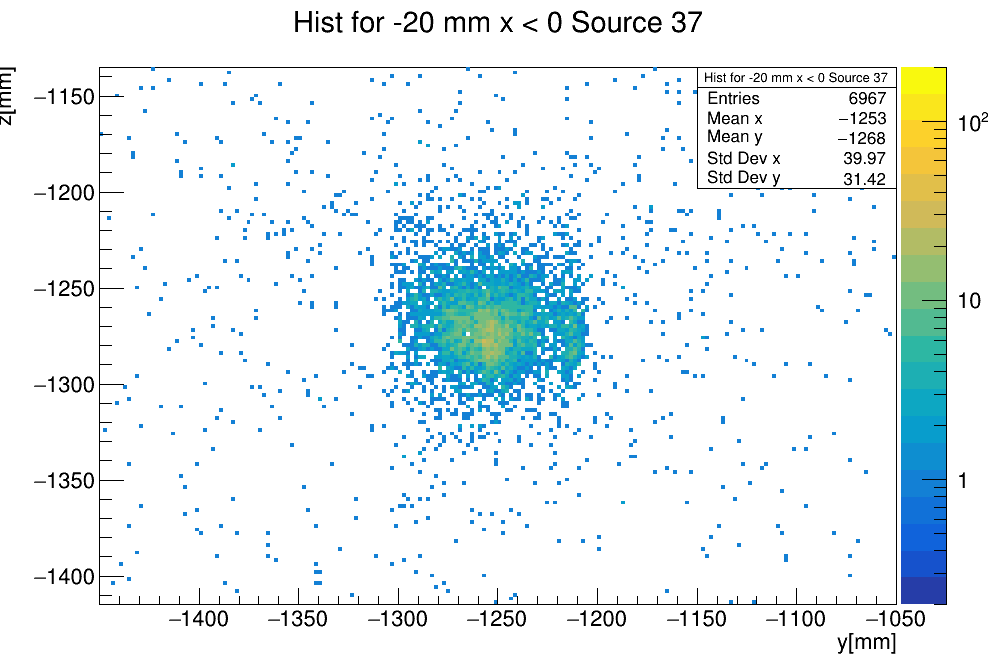 Hist for -20 mm x < 0 Source 37
z[mm]
Hist for -20 mm x < 0 Source 37
Entries 6967
Mean x −1253
Mean y −1268
Std Dev x 39.97
Std Dev y 31.42
−1150
−1200
−1250
−1300
−1350
−1400
10²
10
1
−1400 −1350 −1300 −1250 −1200 −1150 −1100 −1050
y[mm]